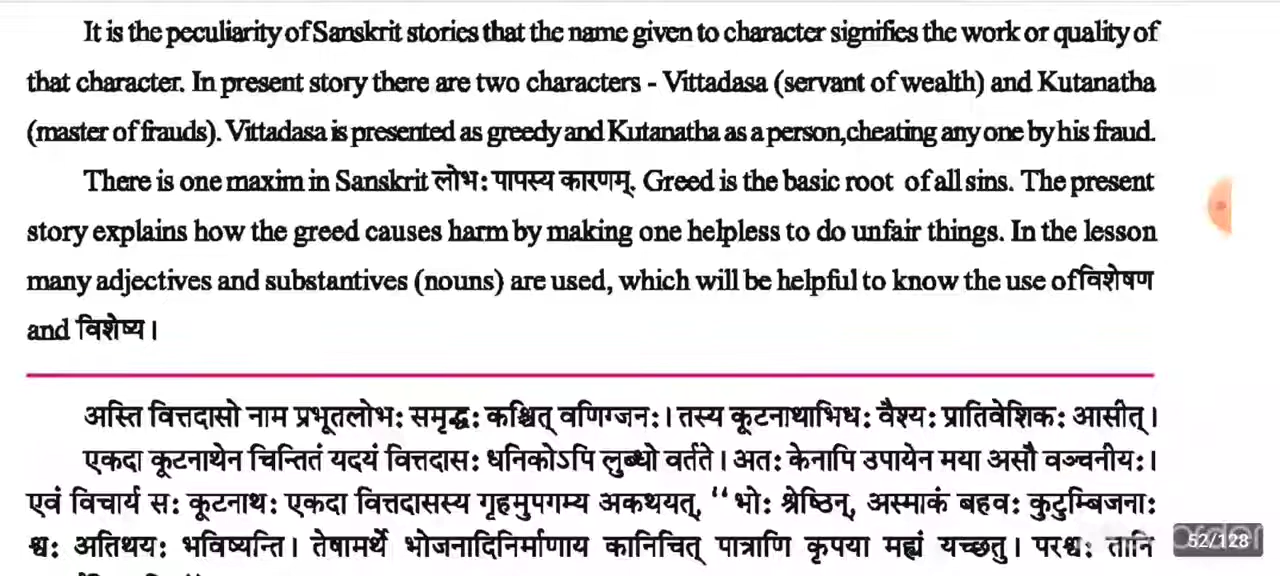 It is the peculiarity of Sanskrit stories that the name given to character signifies the work or quality of
that character. In present story there are two characters - Vittadasa (servant of wealth) and Kutanatha
(master of frauds). Vittadasa is presented as greedy and Kutanatha as a person,cheating any one by his fraud.
There is one maxim in Sanskrit लोभः पापस्य कारणम्. Greed is the basic root of all sins. The present
story explains how the greed causes harm by making one helpless to do unfair things. In the lesson
many adjectives and substantives (nouns) are used, which will be helpful to know the use of विशेषण
and विशेष्य।
अस्ति वित्तदासो नाम प्रभूतलोभः समृद्धः कश्चित् वणिग्जनः। तस्य कूटनाथाभिधः वैश्यः प्रातिवेशिकः आसीत्।
एकदा कूटनाथेन चिन्तितं यदयं वित्तदासः धनिकोऽपि लुब्धो वर्तते। अतः केनापि उपायेन मया असौ वञ्चनीयः।
एवं विचार्य सः कूटनाथः एकदा वित्तदासस्य गृहमुपगम्य अकथयत्, “भोः श्रेष्ठिन्, अस्माकं बहवः कुटुम्बिजनाः
श्वः अतिथयः भविष्यन्ति। तेषामर्थे भोजनादिनिर्माणाय कानिचित् पात्राणि कृपया मह्यं यच्छतु। परश्वः तानि
52/128